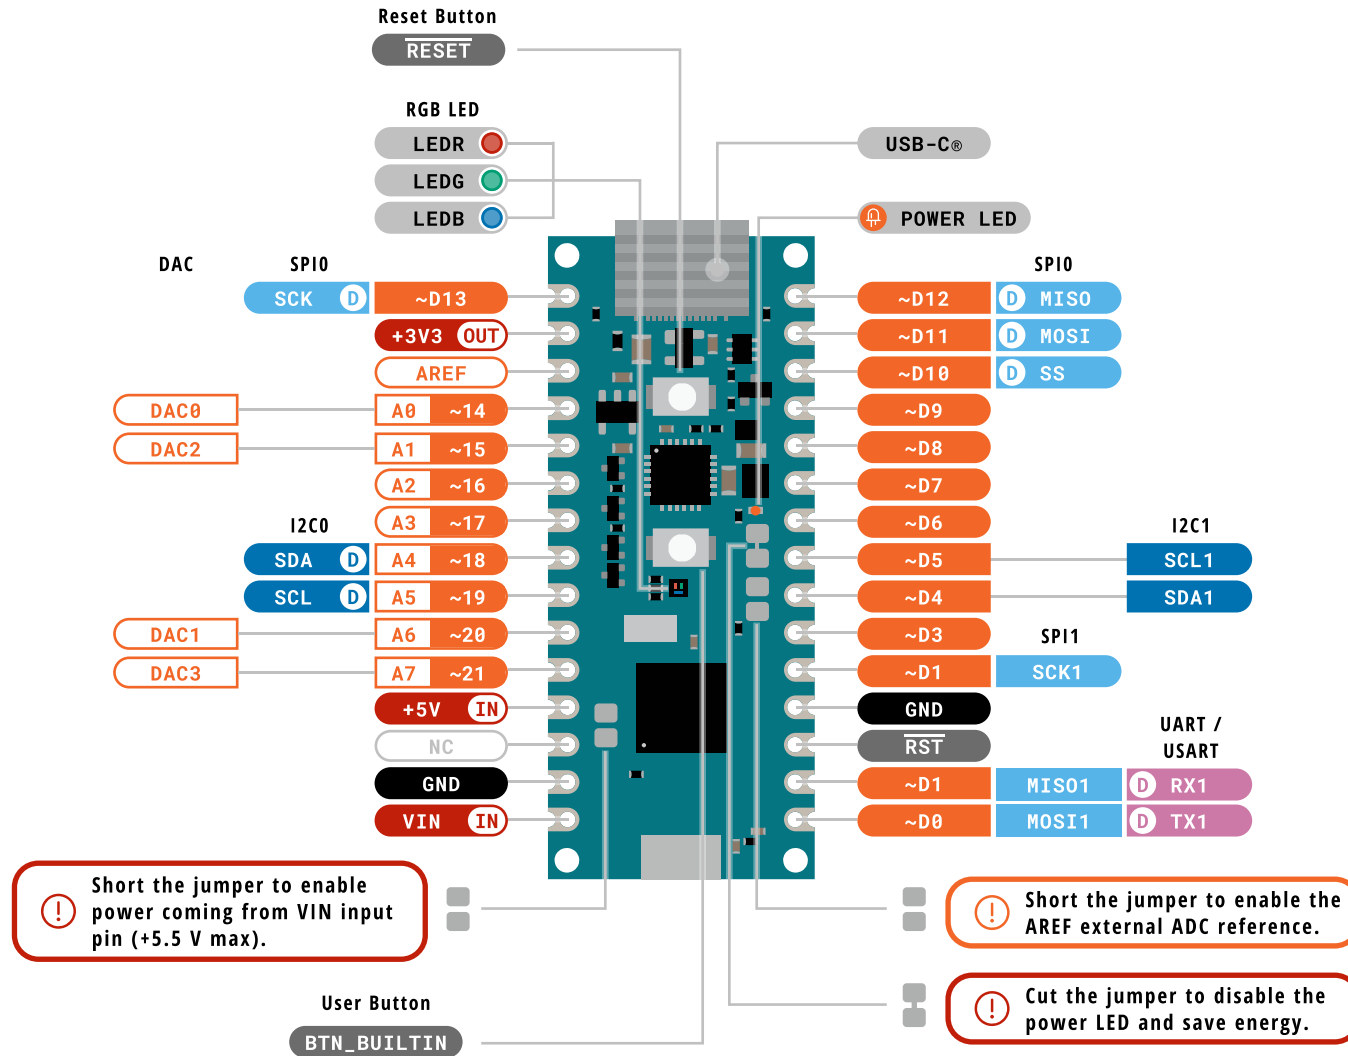 Reset Button
RESET
RGB LED
LEDR
LEDG
LEDB
USB-C®
POWER LED
DAC
SPI0
SCK D ~D13
+3V3 OUT
AREF
DAC0 A0 ~14
DAC2 A1 ~15
A2 ~16
A3 ~17
I2C0
SDA D A4 ~18
SCL D A5 ~19
DAC1 A6 ~20
DAC3 A7 ~21
+5V IN
NC
GND
VIN IN
SPI0
~D12 D MISO
~D11 D MOSI
~D10 D SS
~D9
~D8
~D7
~D6
I2C1
~D5 SCL1
~D4 SDA1
~D3
SPI1
~D1 SCK1
GND
RST
UART /
USART
~D1 MISO1 D RX1
~D0 MOSI1 D TX1
Short the jumper to enable
power coming from VIN input
pin (+5.5 V max).
Short the jumper to enable the
AREF external ADC reference.
Cut the jumper to disable the
power LED and save energy.
User Button
BTN_BUILTIN